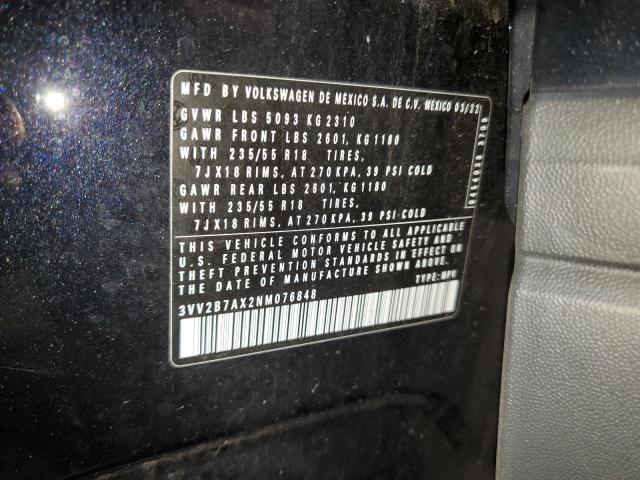 MFD BY VOLKSWAGEN DE MEXICO S.A. DE C.V. MEXICO 03/22
GVWR LBS 5093 KG 2310
GAWR FRONT LBS 2601, KG 1180
WITH 235/55 R18 TIRES,
7JX18 RIMS, AT 270 KPA, 39 PSI COLD
GAWR REAR LBS 2601, KG 1180
WITH 235/55 R18 TIRES,
7JX18 RIMS, AT 270 KPA, 39 PSI COLD
THIS VEHICLE CONFORMS TO ALL APPLICABLE
U.S. FEDERAL MOTOR VEHICLE SAFETY AND
THEFT PREVENTION STANDARDS IN EFFECT ON
THE DATE OF MANUFACTURE SHOWN ABOVE
TYPE: MPV
3VV2B7AX2NM076848